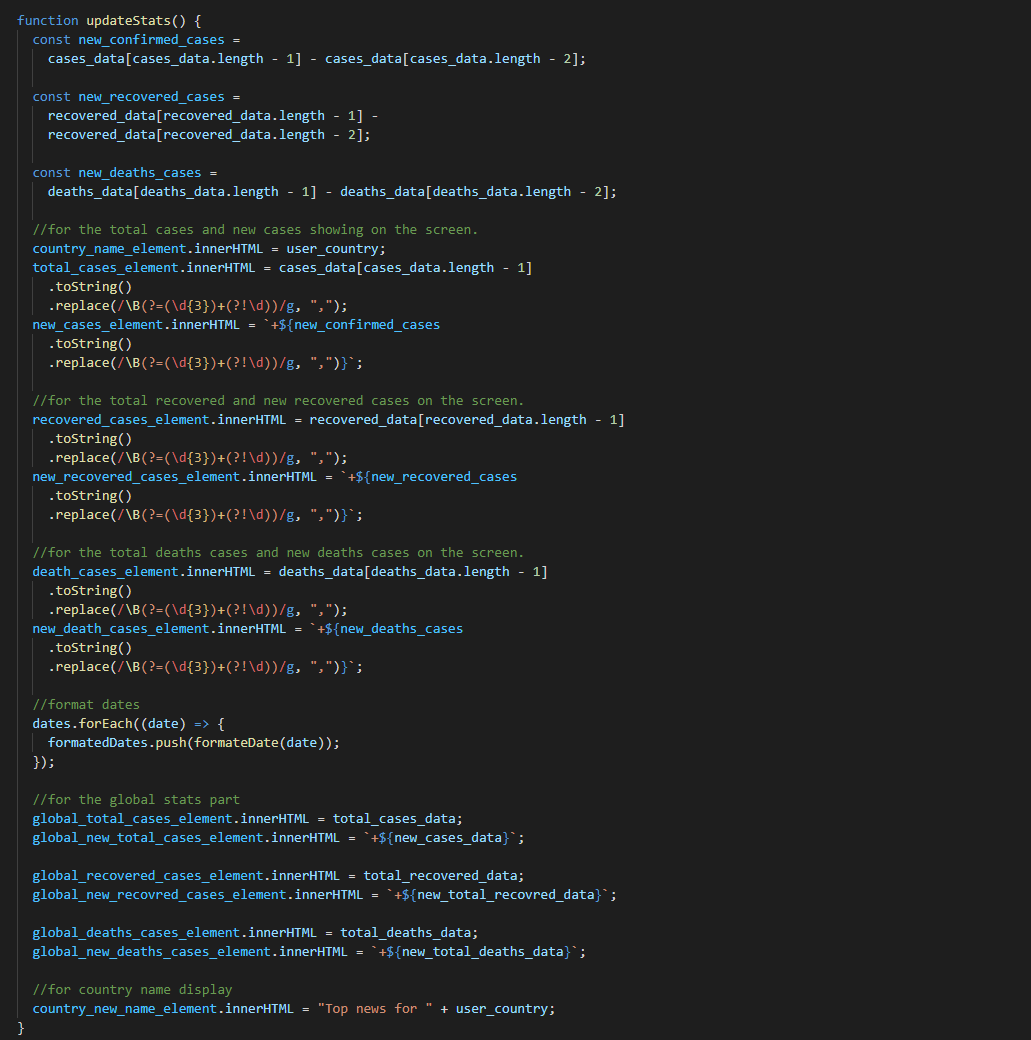 function updateStats() {
  const new_confirmed_cases =
    cases_data[cases_data.length - 1] - cases_data[cases_data.length - 2];

  const new_recovered_cases =
    recovered_data[recovered_data.length - 1] -
    recovered_data[recovered_data.length - 2];

  const new_deaths_cases =
    deaths_data[deaths_data.length - 1] - deaths_data[deaths_data.length - 2];

  //for the total cases and new cases showing on the screen.
  country_name_element.innerHTML = user_country;
  total_cases_element.innerHTML = cases_data[cases_data.length - 1]
    .toString()
    .replace(/\B(?=(\d{3})+(?!\d))/g, ",");
  new_cases_element.innerHTML = `+${new_confirmed_cases
    .toString()
    .replace(/\B(?=(\d{3})+(?!\d))/g, ",")}`;

  //for the total recovered and new recovered cases on the screen.
  recovered_cases_element.innerHTML = recovered_data[recovered_data.length - 1]
    .toString()
    .replace(/\B(?=(\d{3})+(?!\d))/g, ",");
  new_recovered_cases_element.innerHTML = `+${new_recovered_cases
    .toString()
    .replace(/\B(?=(\d{3})+(?!\d))/g, ",")}`;

  //for the total deaths cases and new deaths cases on the screen.
  death_cases_element.innerHTML = deaths_data[deaths_data.length - 1]
    .toString()
    .replace(/\B(?=(\d{3})+(?!\d))/g, ",");
  new_death_cases_element.innerHTML = `+${new_deaths_cases
    .toString()
    .replace(/\B(?=(\d{3})+(?!\d))/g, ",")}`;

  //format dates
  dates.forEach((date) => {
    formatedDates.push(formateDate(date));
  });

  //for the global stats part
  global_total_cases_element.innerHTML = total_cases_data;
  global_new_total_cases_element.innerHTML = `+${new_cases_data}`;

  global_recovered_cases_element.innerHTML = total_recovered_data;
  global_new_recovred_cases_element.innerHTML = `+${new_total_recovred_data}`;

  global_deaths_cases_element.innerHTML = total_deaths_data;
  global_new_deaths_cases_element.innerHTML = `+${new_total_deaths_data}`;

  //for country name display
  country_new_name_element.innerHTML = "Top news for " + user_country;
}